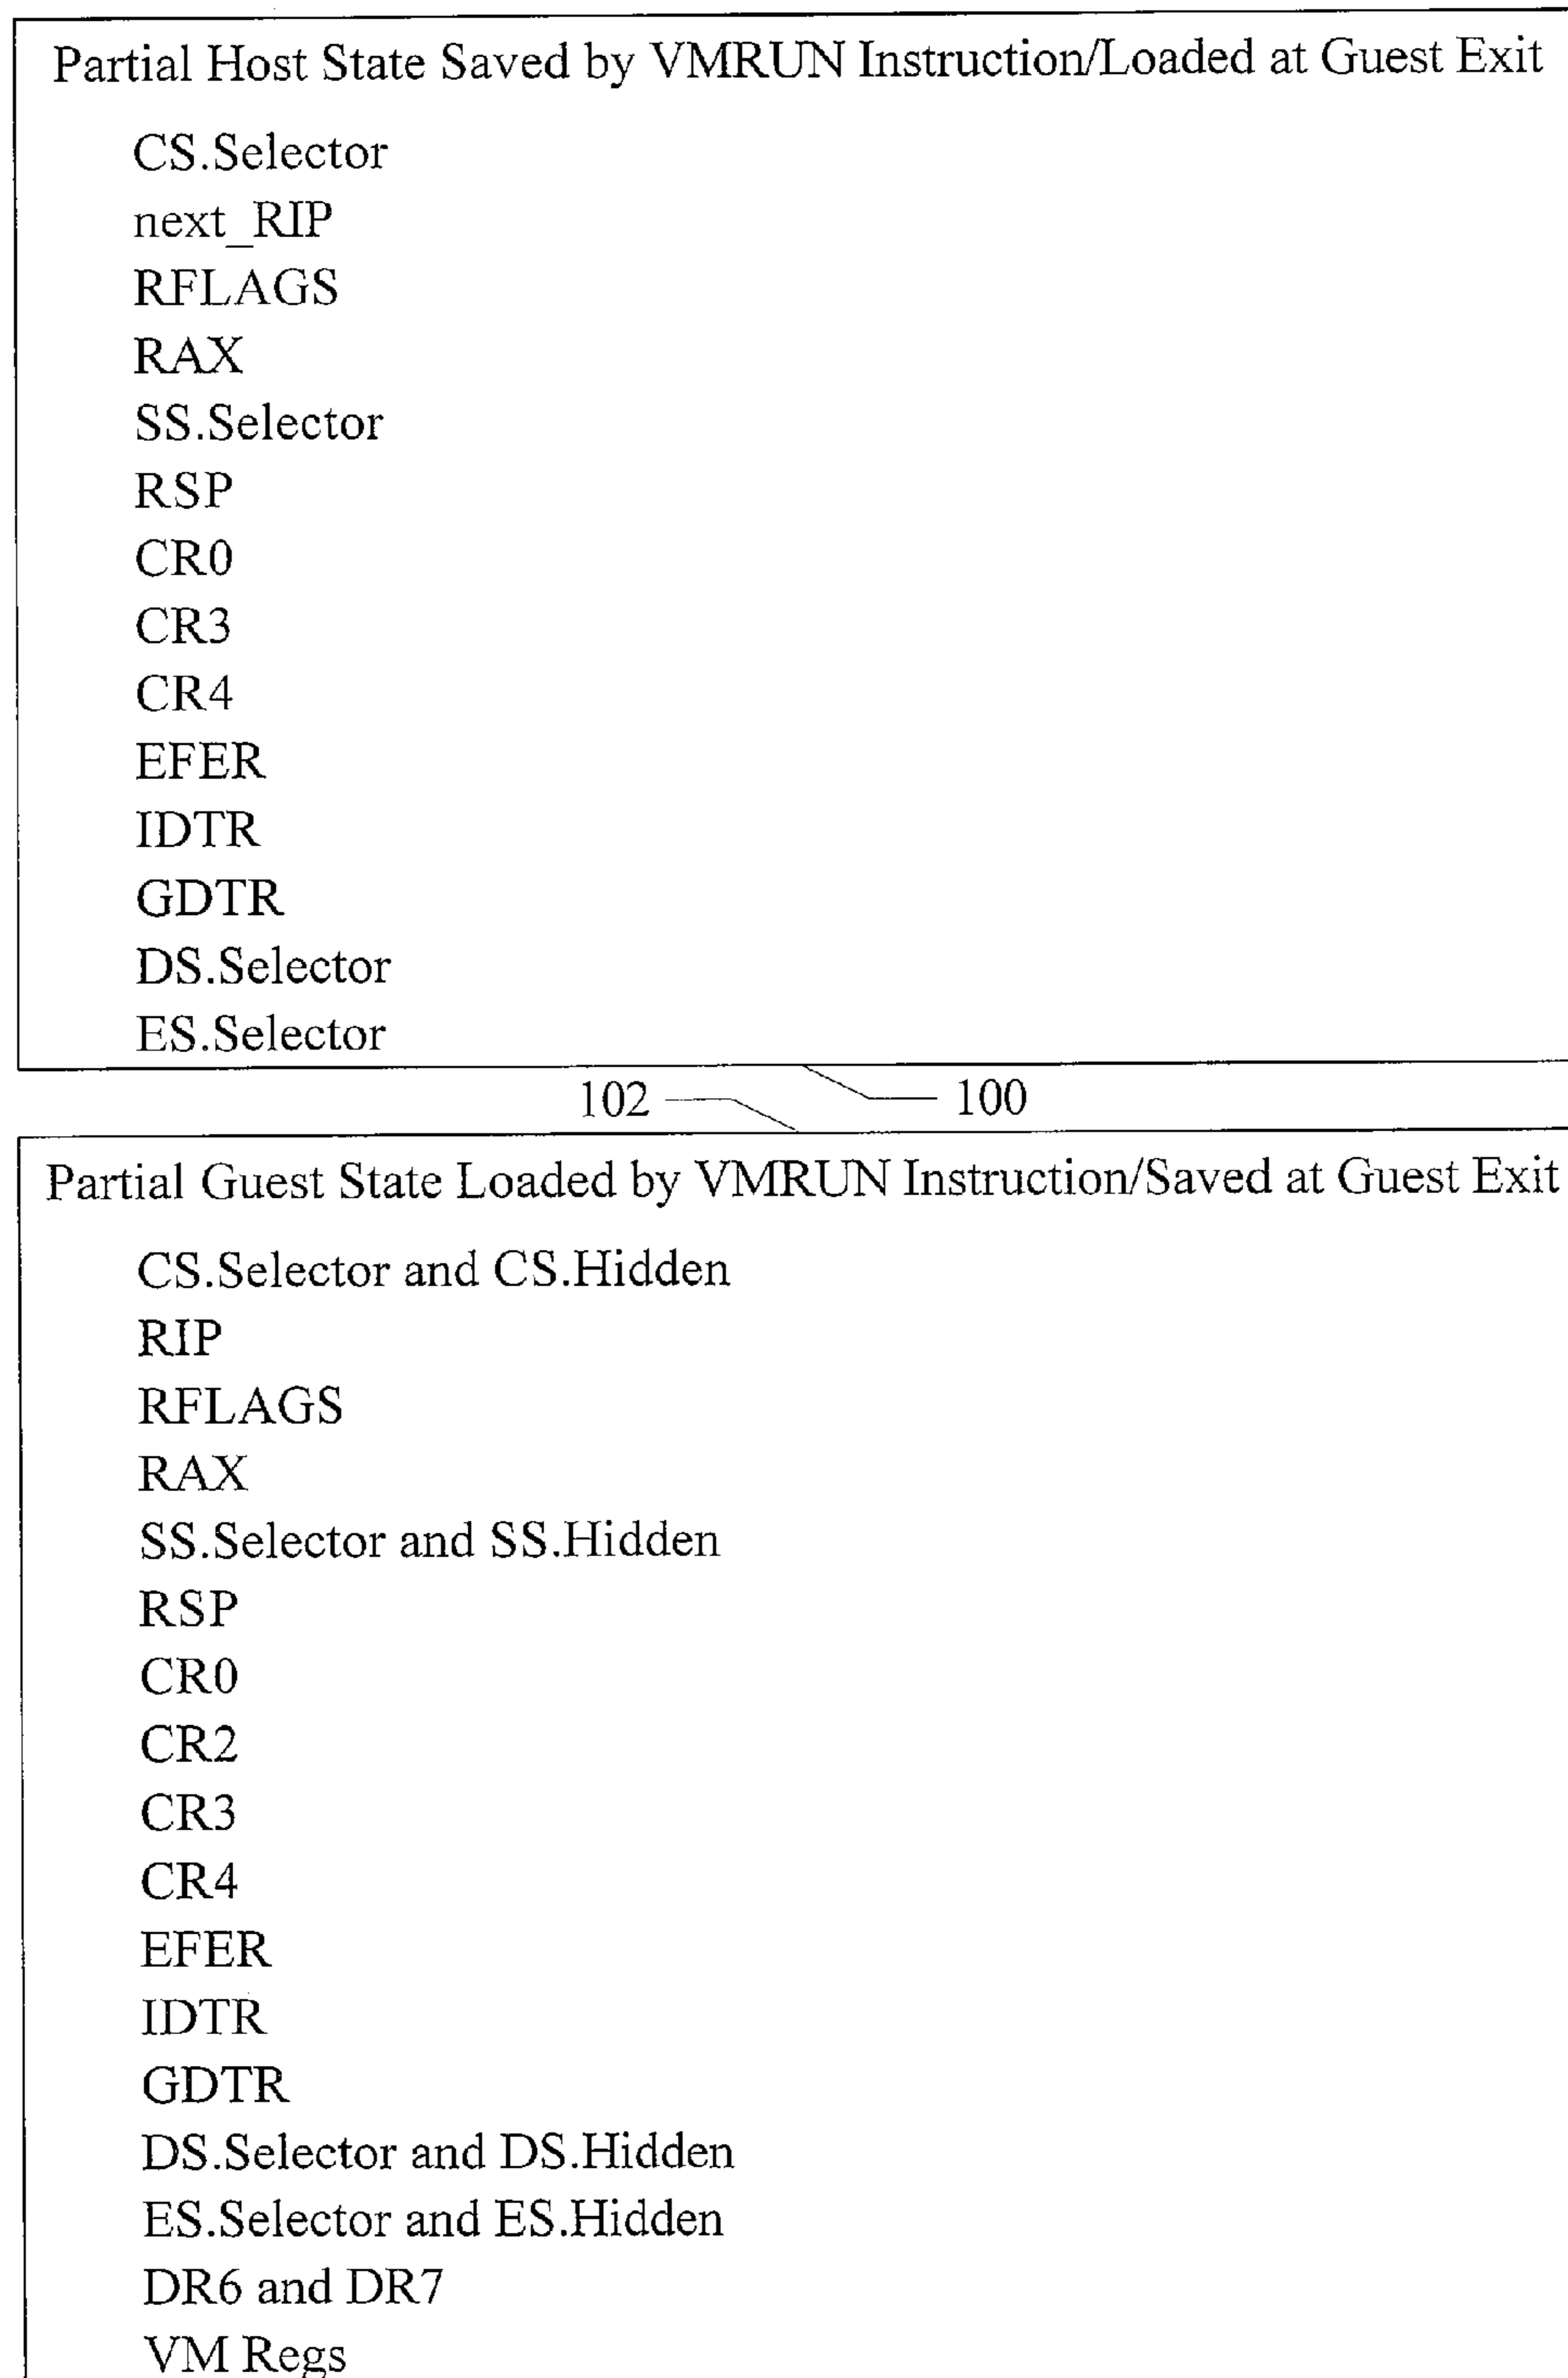 Partial Host State Saved by VMRUN Instruction/Loaded at Guest Exit
CS.Selector
next_RIP
RFLAGS
RAX
SS.Selector
RSP
CR0
CR3
CR4
EFER
IDTR
GDTR
DS.Selector
ES.Selector
102 100
Partial Guest State Loaded by VMRUN Instruction/Saved at Guest Exit
CS.Selector and CS.Hidden
RIP
RFLAGS
RAX
SS.Selector and SS.Hidden
RSP
CR0
CR2
CR3
CR4
EFER
IDTR
GDTR
DS.Selector and DS.Hidden
ES.Selector and ES.Hidden
DR6 and DR7
VM Regs